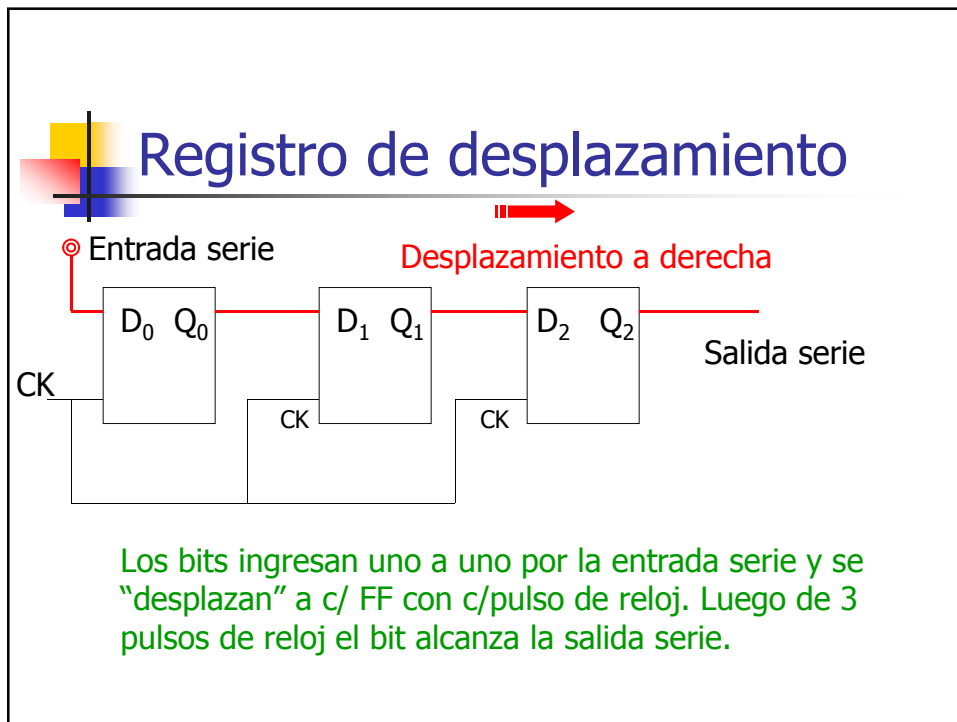 Registro de desplazamiento
Entrada serie
Desplazamiento a derecha
D0 Q0
D1 Q1
D2 Q2
Salida serie
CK
CK
CK
Los bits ingresan uno a uno por la entrada serie y se
“desplazan” a c/ FF con c/pulso de reloj. Luego de 3
pulsos de reloj el bit alcanza la salida serie.